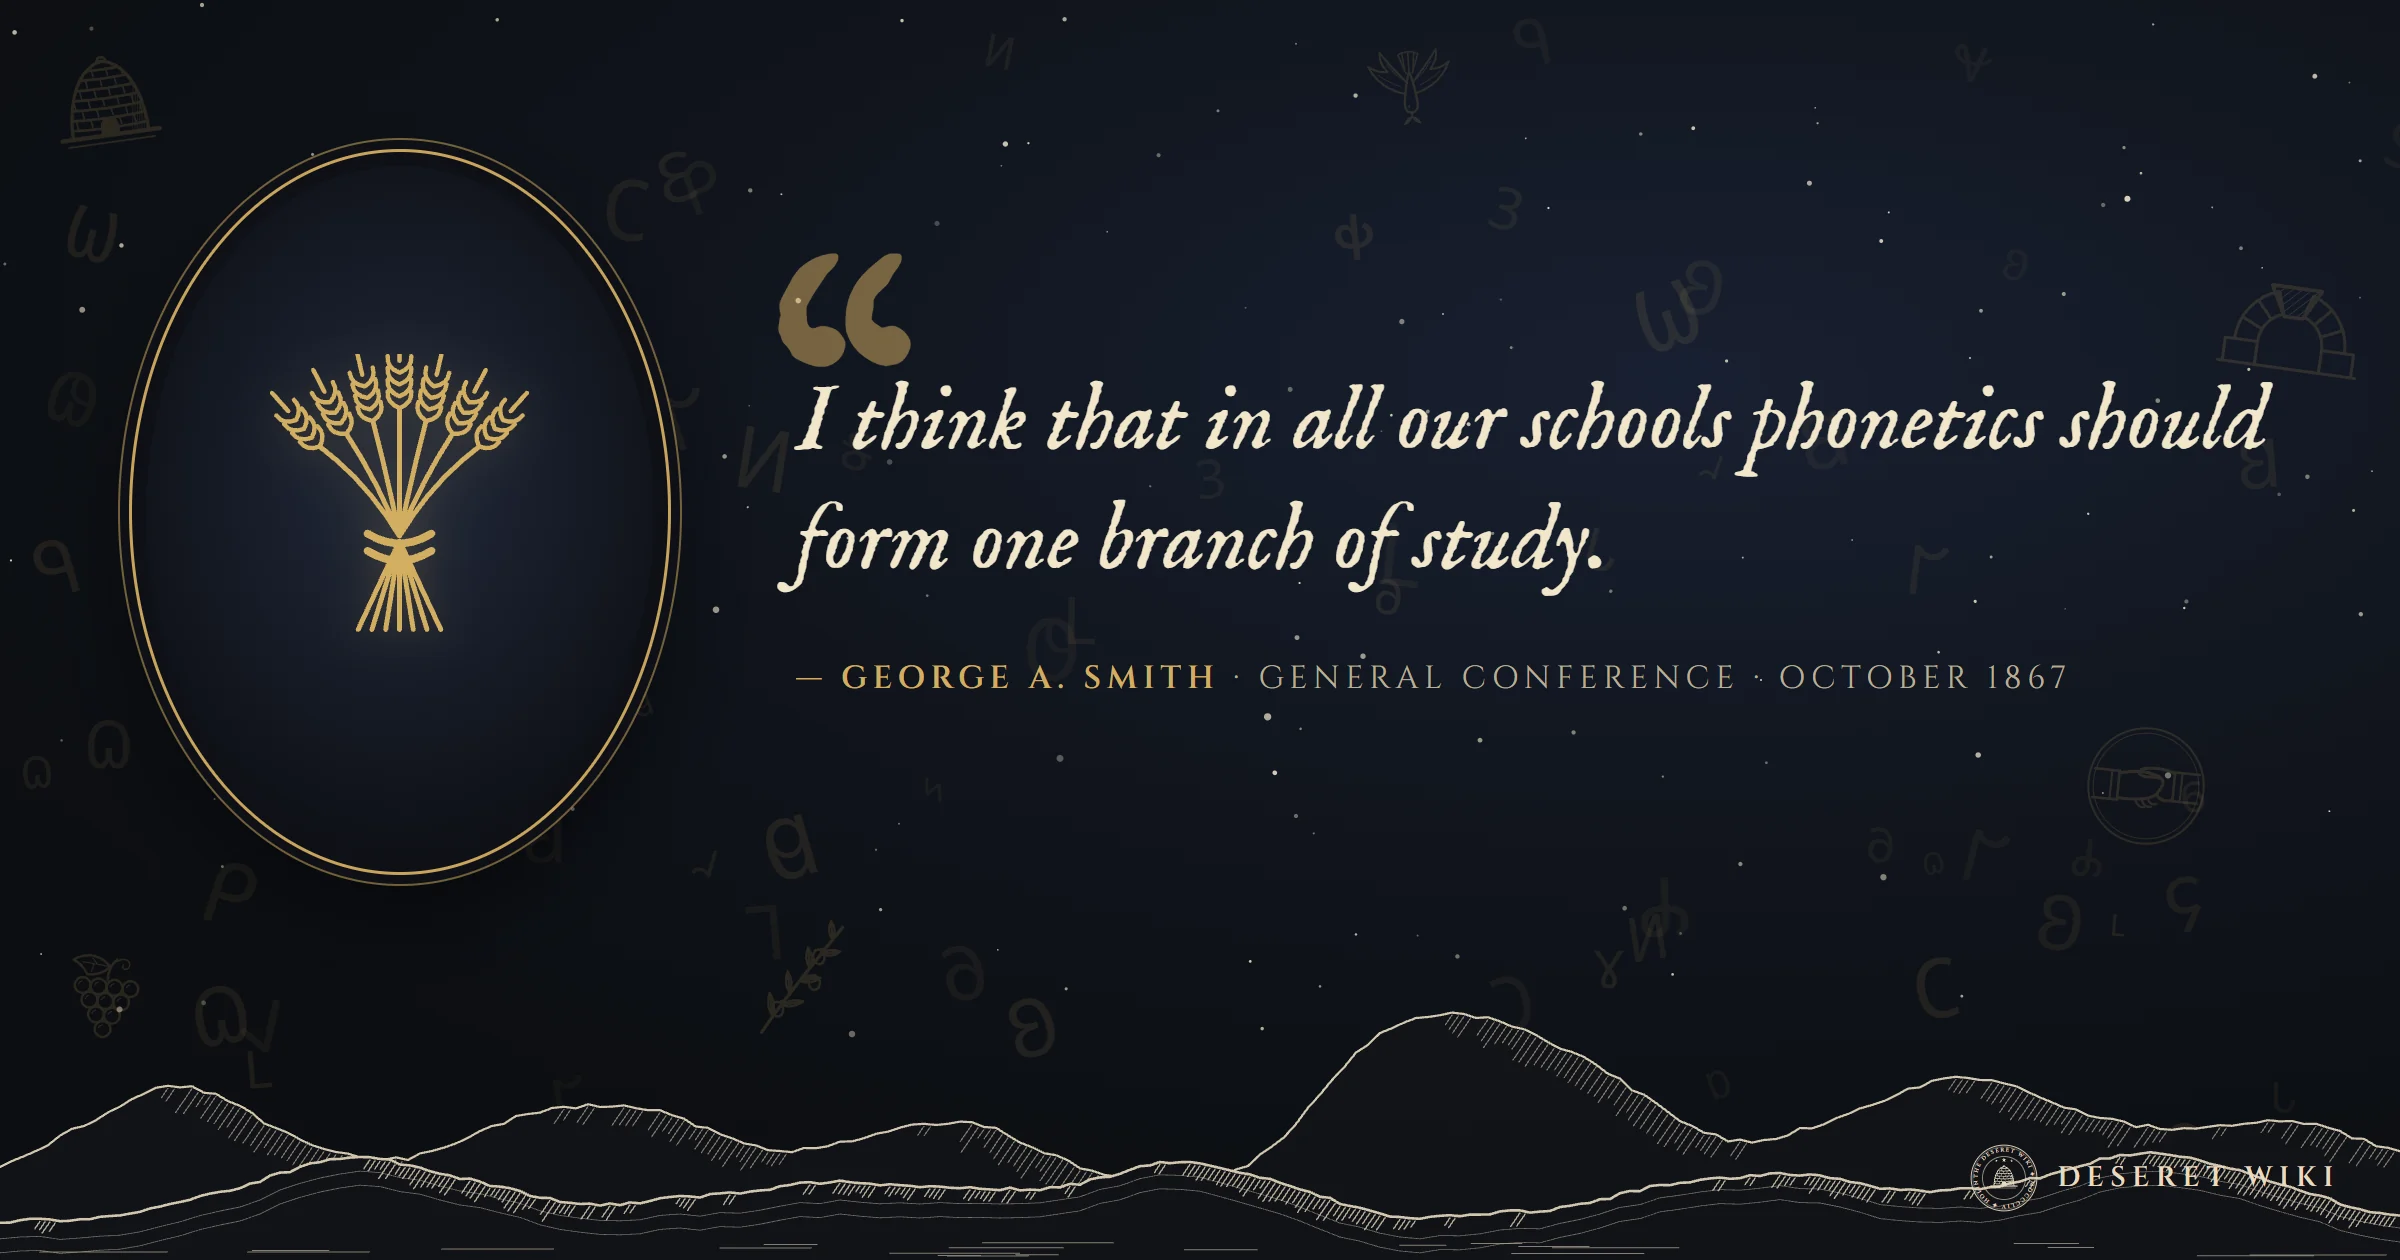 “
I think that in all our schools phonetics should
form one branch of study.
— GEORGE A. SMITH · GENERAL CONFERENCE · OCTOBER 1867
DESERET WIKI